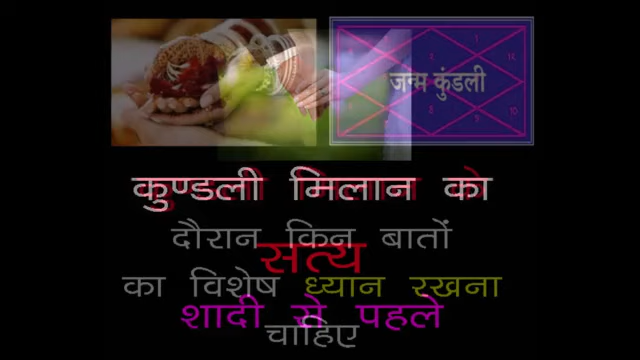 जन्म कुंडली
कुण्डली मिलान का
दौरान किन बातों
सत्य
का विशेष ध्यान रखना
शादी से पहले
चाहिए